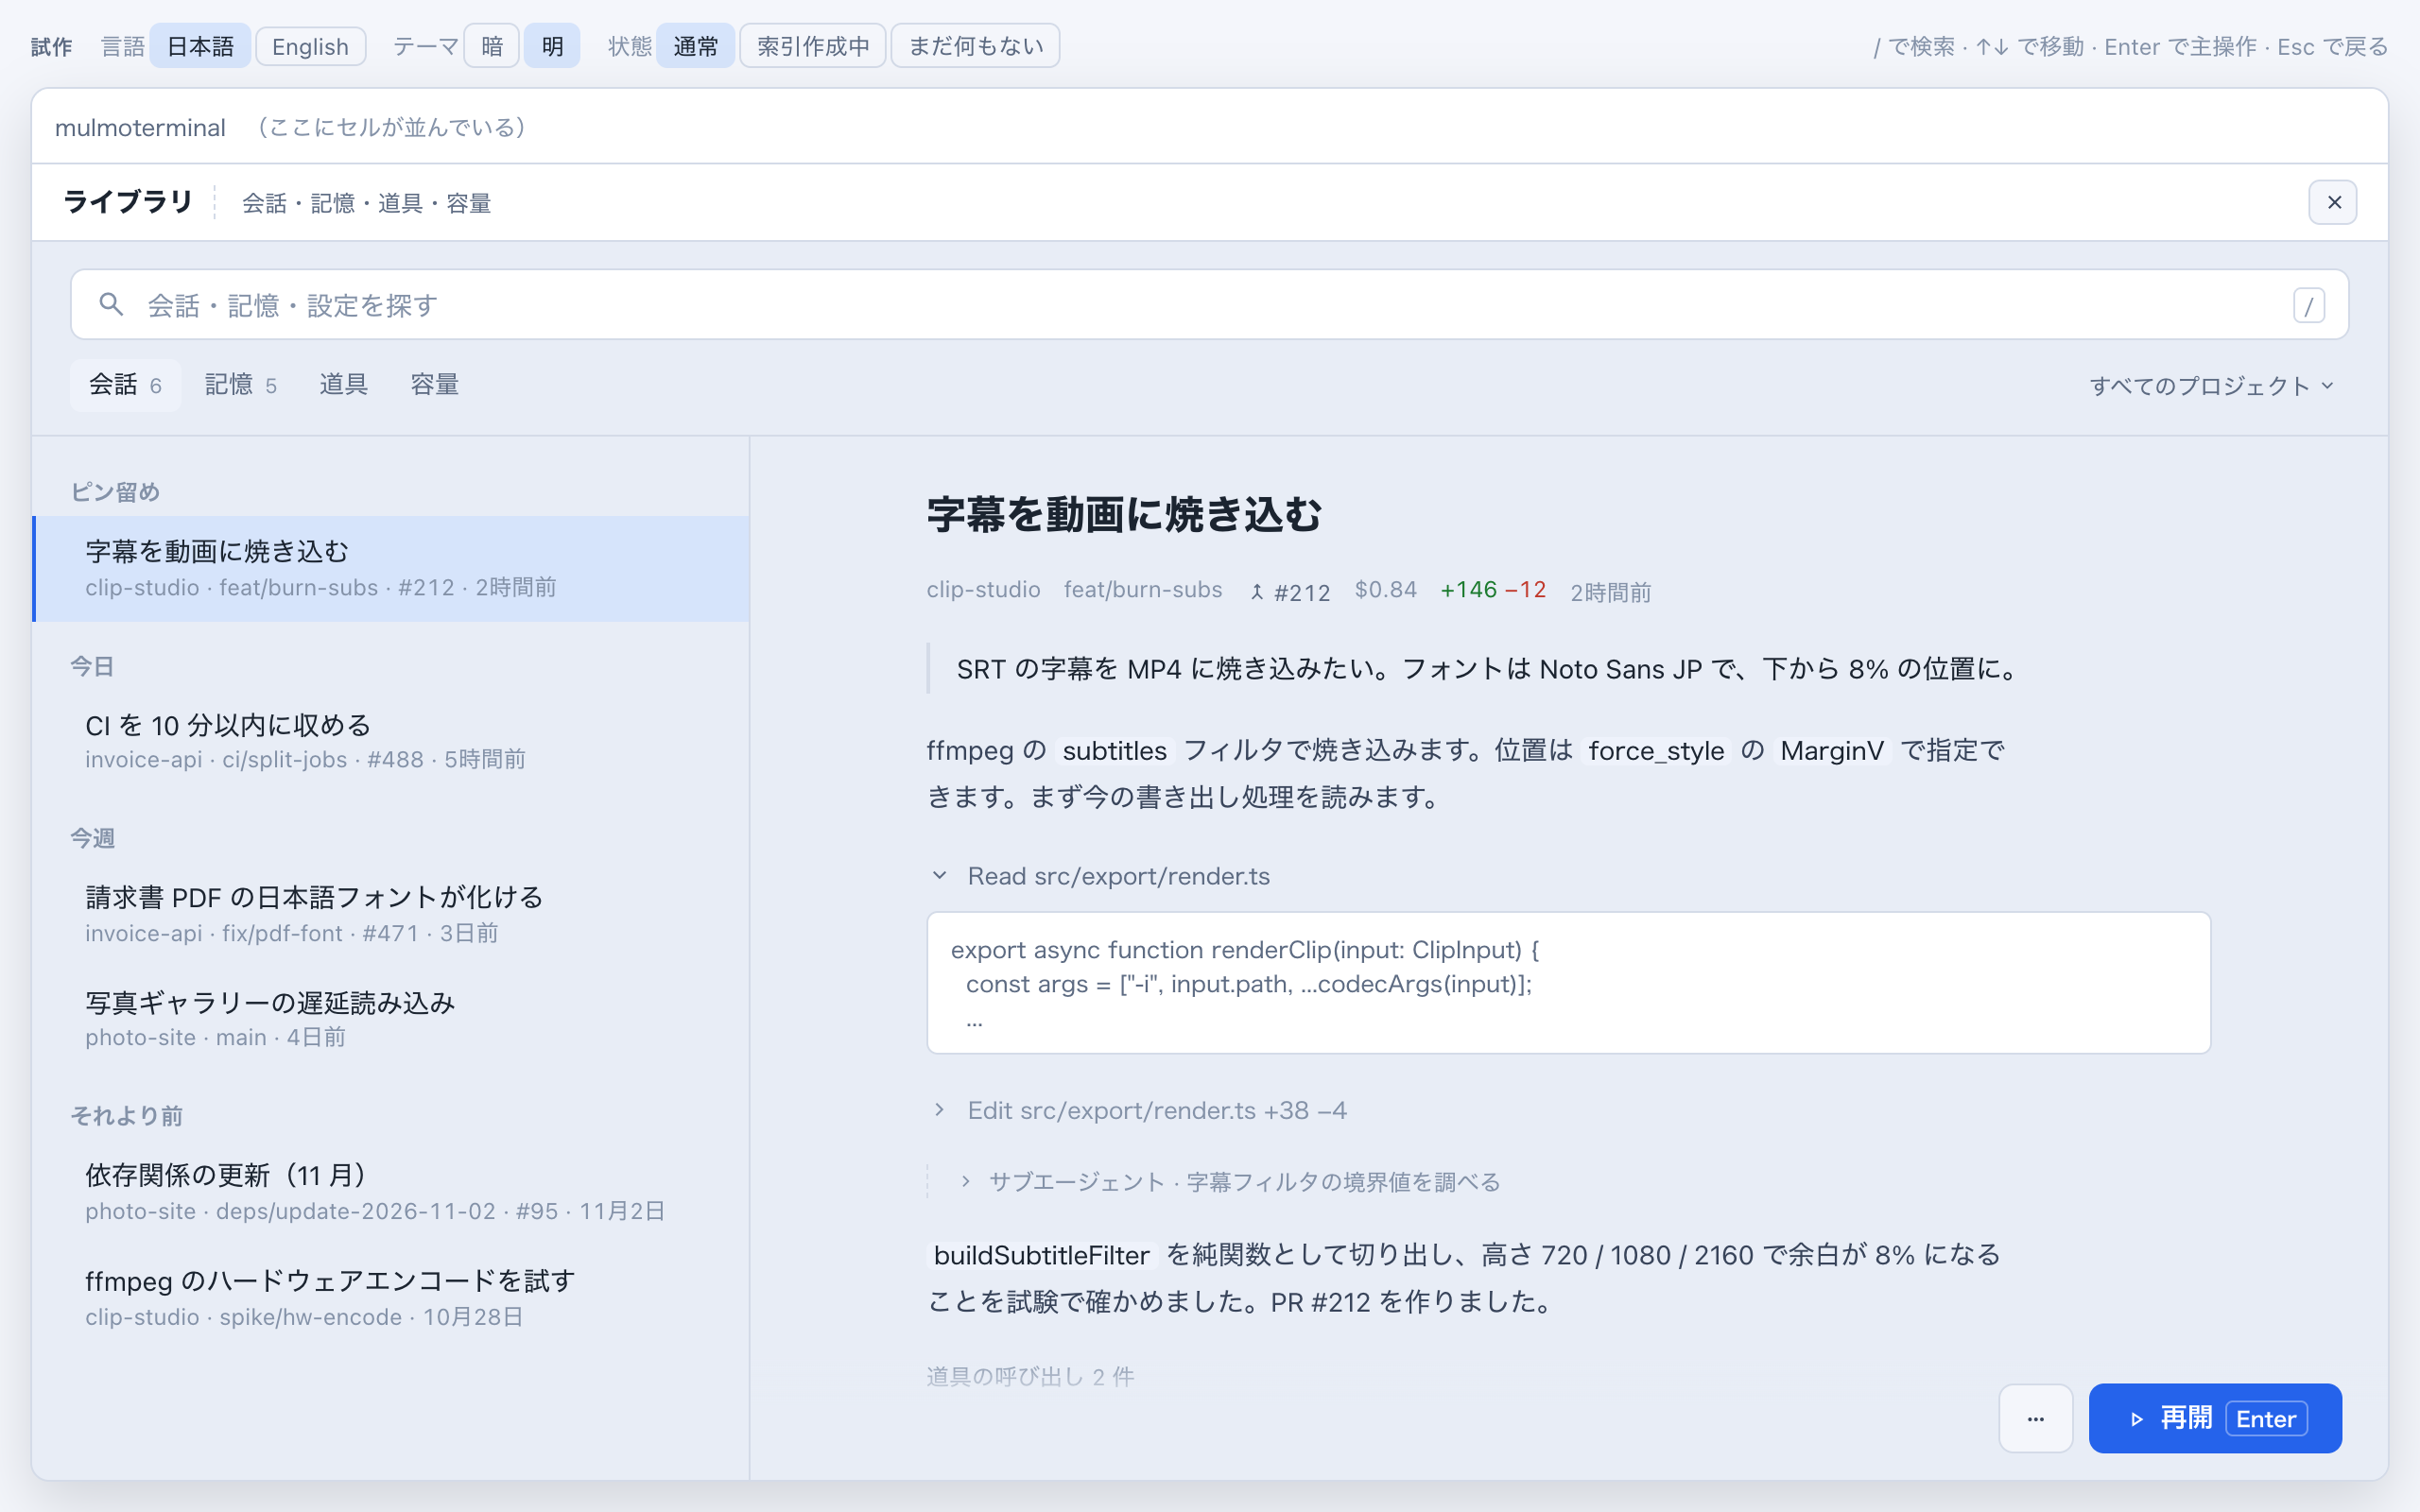 試作 言語 日本語 English テーマ 暗 明 状態 通常 索引作成中 まだ何もない / で検索 · ↑↓ で移動 · Enter で主操作 · Esc で戻る
mulmoterminal （ここにセルが並んでいる）
ライブラリ 会話・記憶・道具・容量 ×
会話・記憶・設定を探す /
会話 6 記憶 5 道具 容量 すべてのプロジェクト
ピン留め
字幕を動画に焼き込む
clip-studio · feat/burn-subs · #212 · 2時間前
今日
CI を 10 分以内に収める
invoice-api · ci/split-jobs · #488 · 5時間前
今週
請求書 PDF の日本語フォントが化ける
invoice-api · fix/pdf-font · #471 · 3日前
写真ギャラリーの遅延読み込み
photo-site · main · 4日前
それより前
依存関係の更新（11 月）
photo-site · deps/update-2026-11-02 · #95 · 11月2日
ffmpeg のハードウェアエンコードを試す
clip-studio · spike/hw-encode · 10月28日
字幕を動画に焼き込む
clip-studio feat/burn-subs #212 $0.84 +146 −12 2時間前
SRT の字幕を MP4 に焼き込みたい。フォントは Noto Sans JP で、下から 8% の位置に。
ffmpeg の subtitles フィルタで焼き込みます。位置は force_style の MarginV で指定で
きます。まず今の書き出し処理を読みます。
Read src/export/render.ts
export async function renderClip(input: ClipInput) {
const args = ["-i", input.path, ...codecArgs(input)];
…
Edit src/export/render.ts +38 −4
サブエージェント · 字幕フィルタの境界値を調べる
buildSubtitleFilter を純関数として切り出し、高さ 720 / 1080 / 2160 で余白が 8% になる
ことを試験で確かめました。PR #212 を作りました。
道具の呼び出し 2 件
… 再開 Enter